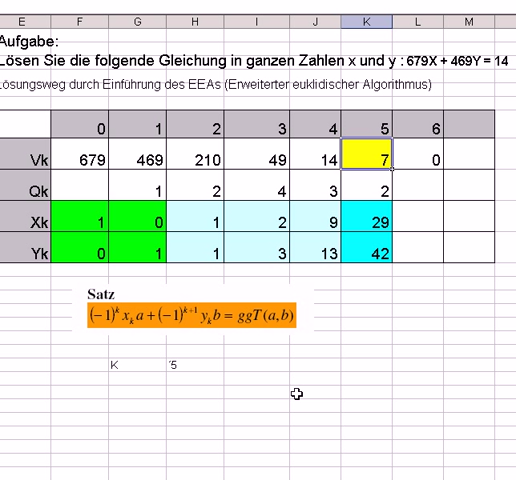 E F G H I J K L M
Aufgabe:
Lösen Sie die folgende Gleichung in ganzen Zahlen x und y : 679X + 469Y = 14
Lösungsweg durch Einführung des EEAs (Erweiterter euklidischer Algorithmus)
0 1 2 3 4 5 6
Vk 679 469 210 49 14 7 0
Qk 1 2 4 3 2
Xk 1 0 1 2 9 29
Yk 0 1 1 3 13 42
Satz
(-1)^k x_k a + (-1)^{k+1} y_k b = ggT(a,b)
K '5